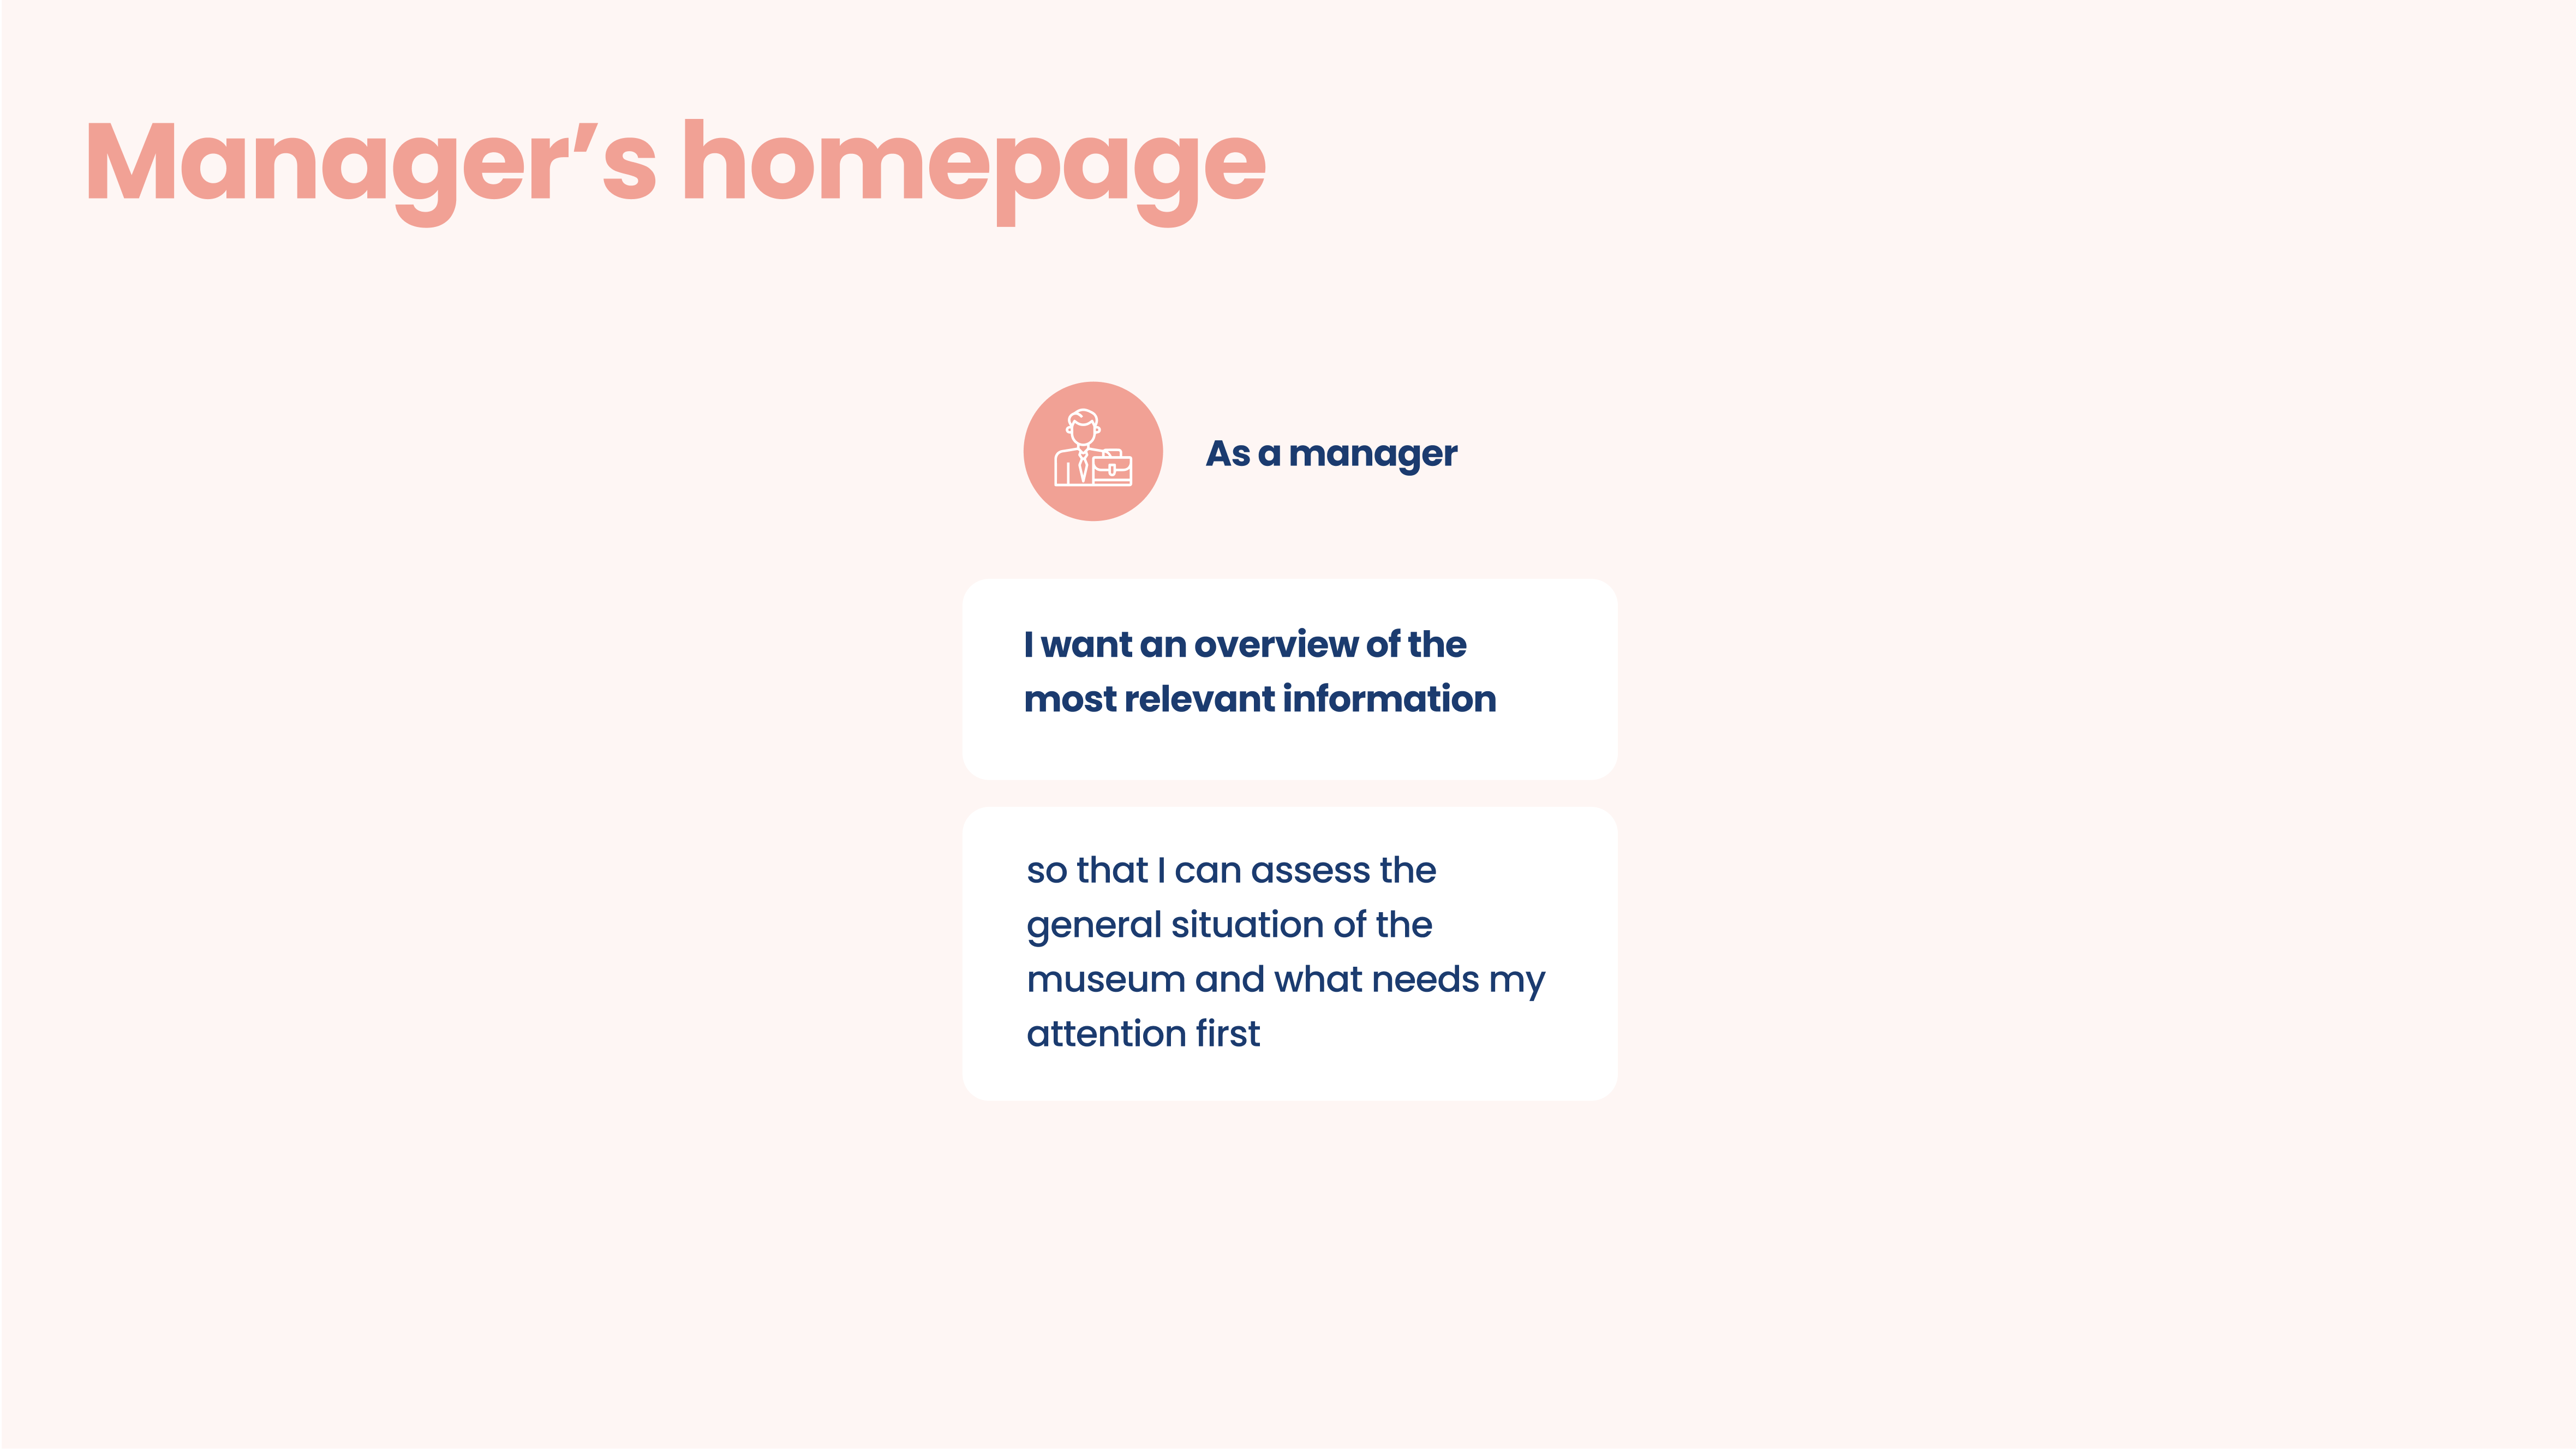 Manager’s homepage
As a manager
I want an overview of the
most relevant information
so that I can assess the
general situation of the
museum and what needs my
attention first